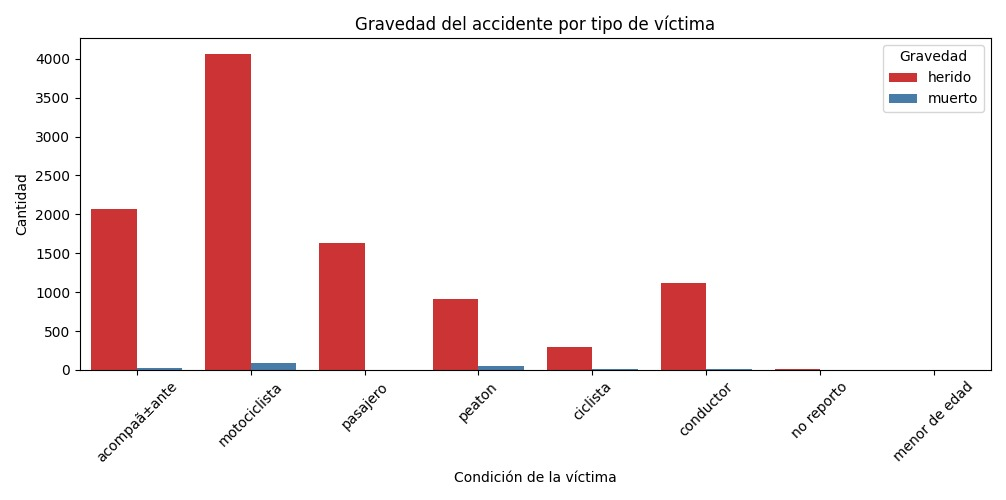 Gravedad del accidente por tipo de víctima
Gravedad
herido
muerto
Cantidad
4000
3500
3000
2500
2000
1500
1000
500
0
acompaã±ante
motociclista
pasajero
peaton
ciclista
conductor
no reporto
menor de edad
Condición de la víctima